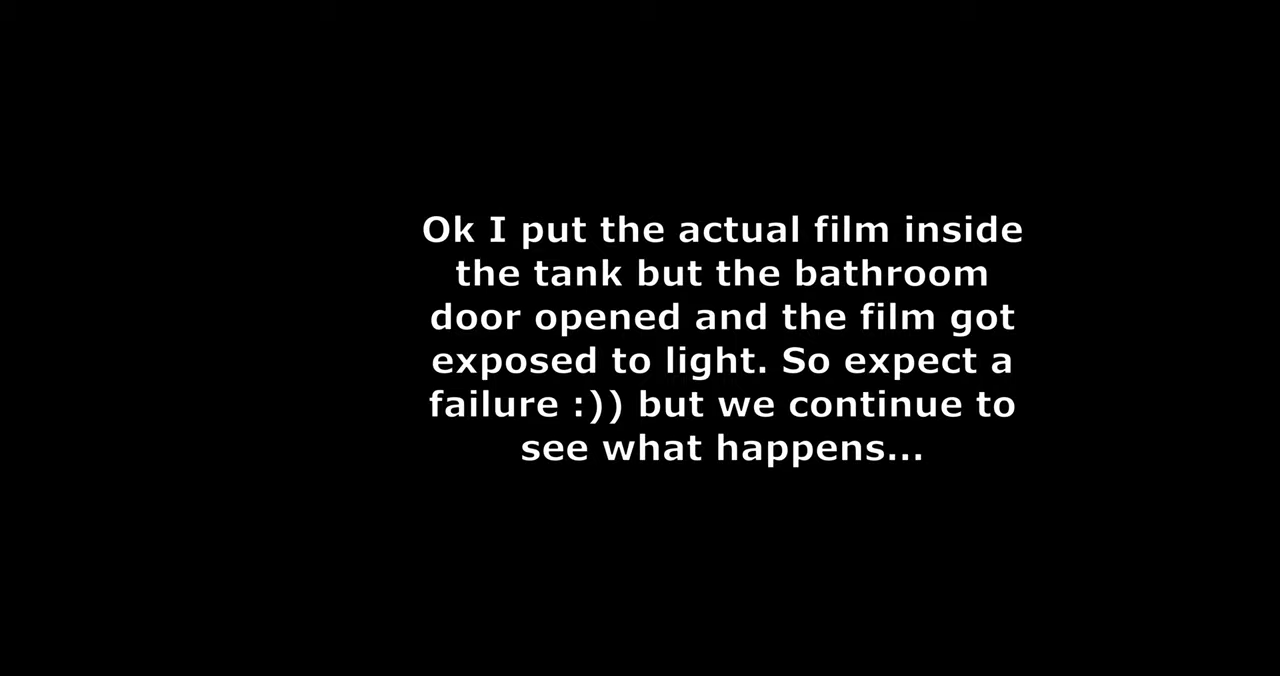 Ok I put the actual film inside
the tank but the bathroom
door opened and the film got
exposed to light. So expect a
failure :)) but we continue to
see what happens...